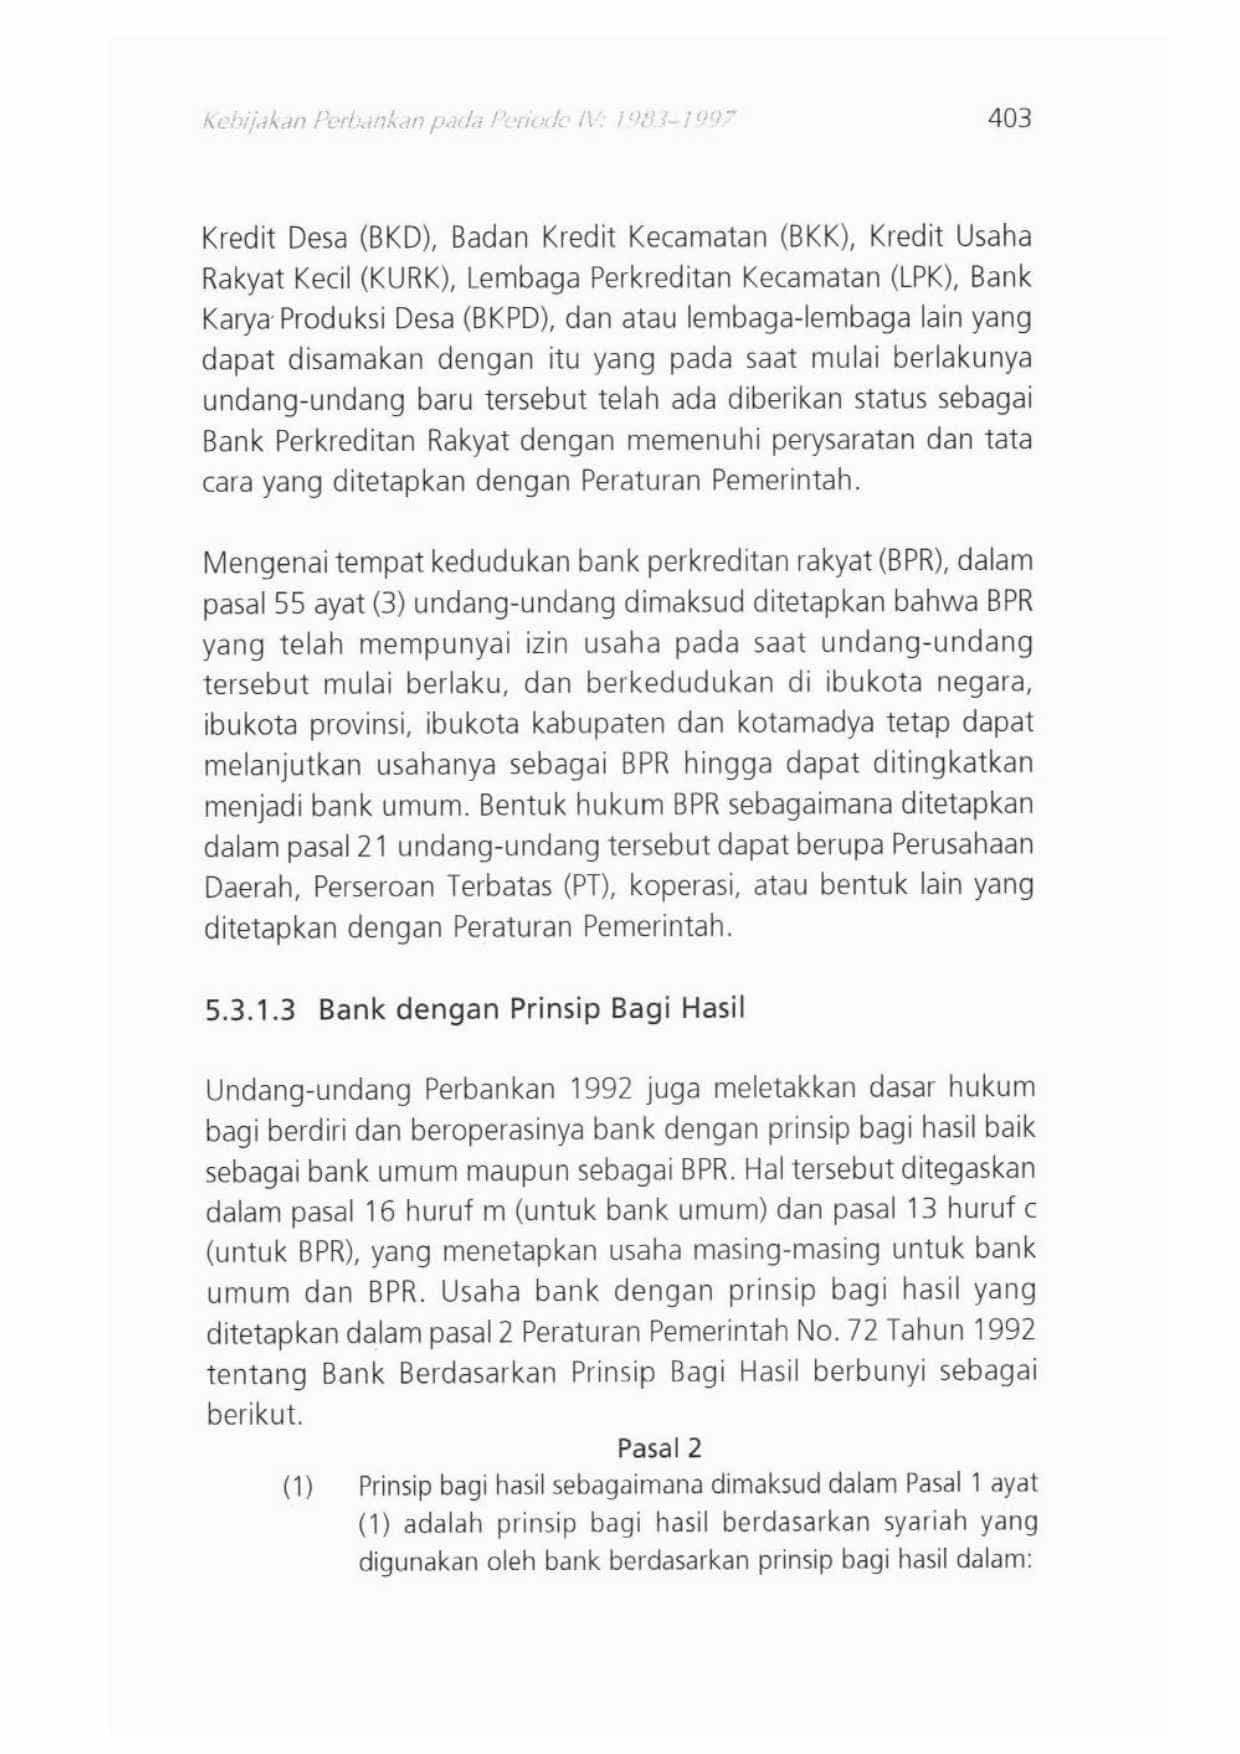 Kebijakan Perbankan pada Periode IV: 1983–1997 403
Kredit Desa (BKD), Badan Kredit Kecamatan (BKK), Kredit Usaha
Rakyat Kecil (KURK), Lembaga Perkreditan Kecamatan (LPK), Bank
Karya Produksi Desa (BKPD), dan atau lembaga-lembaga lain yang
dapat disamakan dengan itu yang pada saat mulai berlakunya
undang-undang baru tersebut telah ada diberikan status sebagai
Bank Perkreditan Rakyat dengan memenuhi perysaratan dan tata
cara yang ditetapkan dengan Peraturan Pemerintah.
Mengenai tempat kedudukan bank perkreditan rakyat (BPR), dalam
pasal 55 ayat (3) undang-undang dimaksud ditetapkan bahwa BPR
yang telah mempunyai izin usaha pada saat undang-undang
tersebut mulai berlaku, dan berkedudukan di ibukota negara,
ibukota provinsi, ibukota kabupaten dan kotamadya tetap dapat
melanjutkan usahanya sebagai BPR hingga dapat ditingkatkan
menjadi bank umum. Bentuk hukum BPR sebagaimana ditetapkan
dalam pasal 21 undang-undang tersebut dapat berupa Perusahaan
Daerah, Perseroan Terbatas (PT), koperasi, atau bentuk lain yang
ditetapkan dengan Peraturan Pemerintah.
5.3.1.3 Bank dengan Prinsip Bagi Hasil
Undang-undang Perbankan 1992 juga meletakkan dasar hukum
bagi berdiri dan beroperasinya bank dengan prinsip bagi hasil baik
sebagai bank umum maupun sebagai BPR. Hal tersebut ditegaskan
dalam pasal 16 huruf m (untuk bank umum) dan pasal 13 huruf c
(untuk BPR), yang menetapkan usaha masing-masing untuk bank
umum dan BPR. Usaha bank dengan prinsip bagi hasil yang
ditetapkan dalam pasal 2 Peraturan Pemerintah No. 72 Tahun 1992
tentang Bank Berdasarkan Prinsip Bagi Hasil berbunyi sebagai
berikut.
Pasal 2
(1) Prinsip bagi hasil sebagaimana dimaksud dalam Pasal 1 ayat
(1) adalah prinsip bagi hasil berdasarkan syariah yang
digunakan oleh bank berdasarkan prinsip bagi hasil dalam: